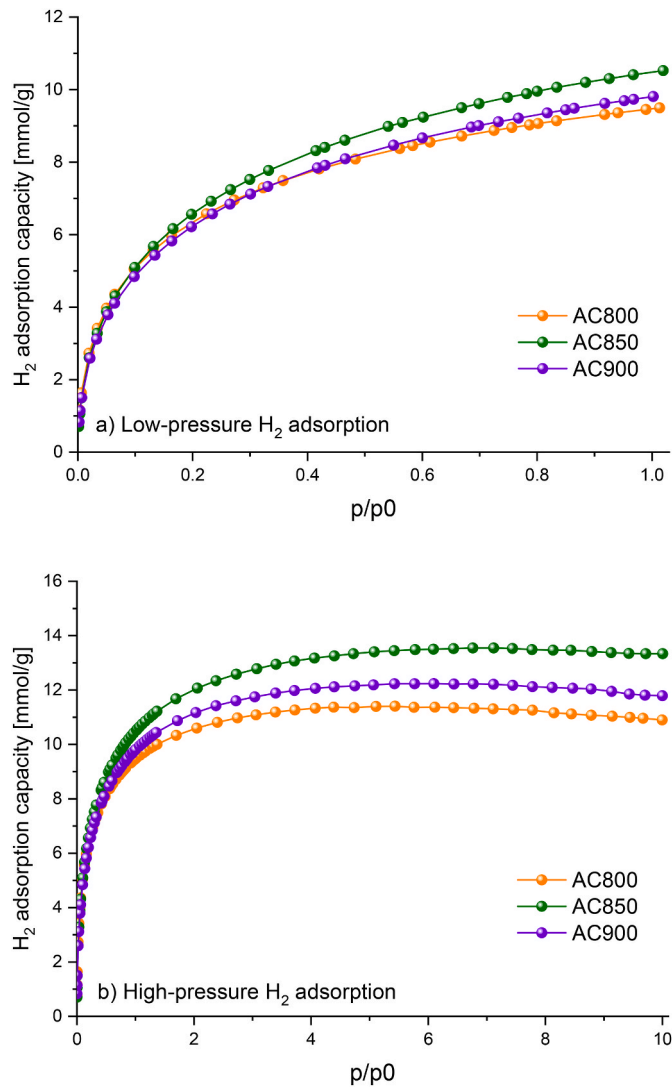 12
10
8
6
4
2
0
H₂ adsorption capacity [mmol/g]
AC800
AC850
AC900
a) Low-pressure H₂ adsorption
0.0 0.2 0.4 0.6 0.8 1.0
p/p0
16
14
12
10
8
6
4
2
0
H₂ adsorption capacity [mmol/g]
AC800
AC850
AC900
b) High-pressure H₂ adsorption
0 2 4 6 8 10
p/p0